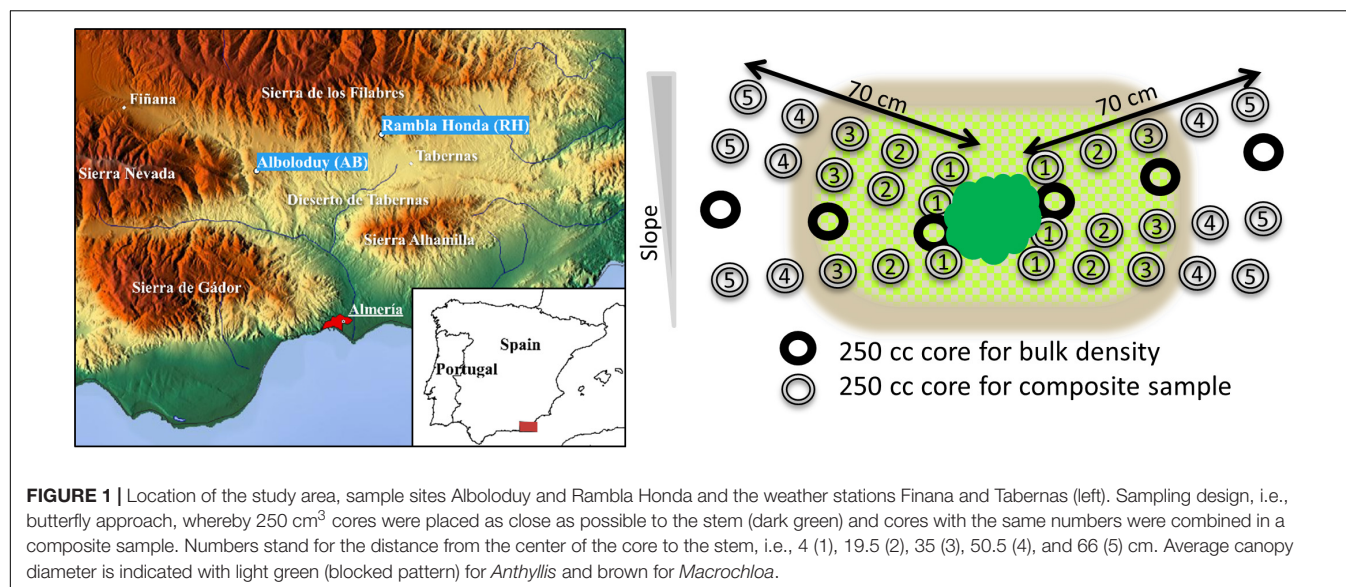 Fiñana
Sierra de los Filabres
Rambla Honda (RH)
Alboloduy (AB)
Tabernas
Sierra Nevada
Dieserto de Tabernas
Sierra Alhamilla
Sierra de Gádor
Almería
Spain
Portugal
Slope
70 cm
70 cm
5 4 3 2 1 1 2 3 4 5
5 4 3 2 1
1 2 3 4 5
5 4 3 2 1 1 2 3 4 5
250 cc core for bulk density
250 cc core for composite sample
FIGURE 1 | Location of the study area, sample sites Alboloduy and Rambla Honda and the weather stations Finana and Tabernas (left). Sampling design, i.e.,
butterfly approach, whereby 250 cm³ cores were placed as close as possible to the stem (dark green) and cores with the same numbers were combined in a
composite sample. Numbers stand for the distance from the center of the core to the stem, i.e., 4 (1), 19.5 (2), 35 (3), 50.5 (4), and 66 (5) cm. Average canopy
diameter is indicated with light green (blocked pattern) for Anthyllis and brown for Macrochloa.